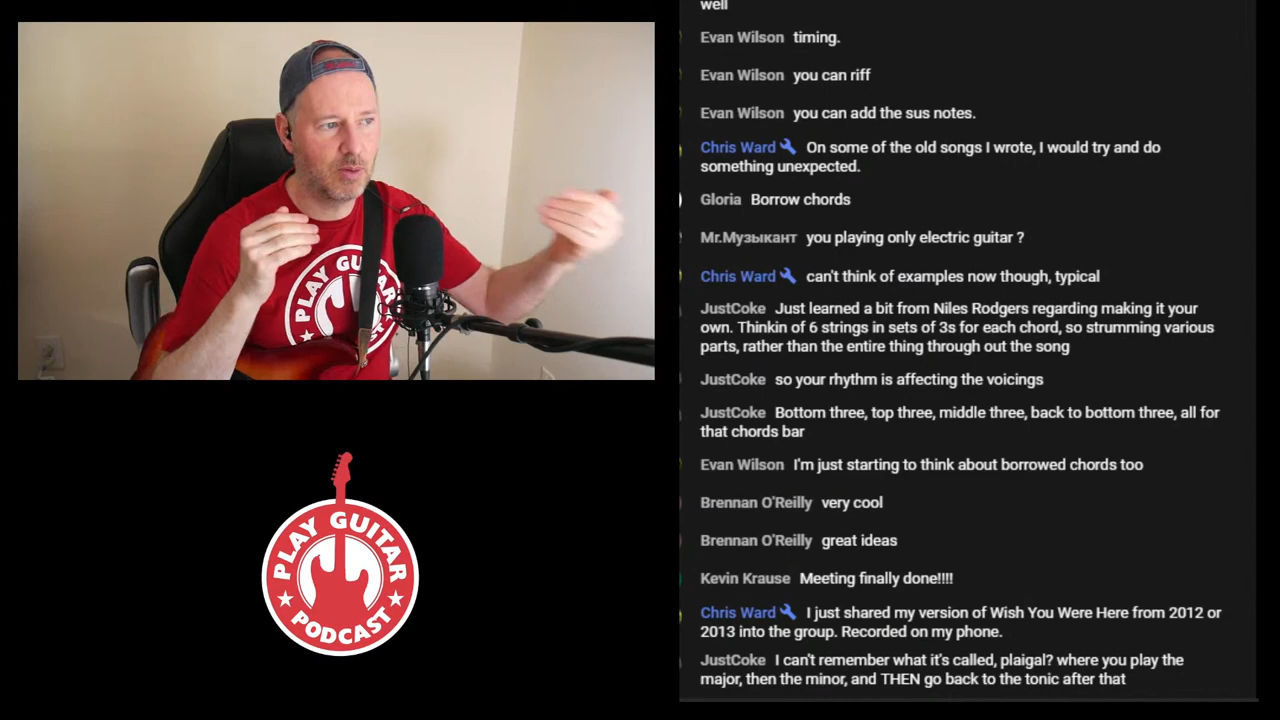 well
Evan Wilson timing.
Evan Wilson you can riff
Evan Wilson you can add the sus notes.
Chris Ward On some of the old songs I wrote, I would try and do
something unexpected.
Gloria Borrow chords
Mr.Музыкант you playing only electric guitar ?
Chris Ward can't think of examples now though, typical
JustCoke Just learned a bit from Niles Rodgers regarding making it your
own. Thinkin of 6 strings in sets of 3s for each chord, so strumming various
parts, rather than the entire thing through out the song
JustCoke so your rhythm is affecting the voicings
JustCoke Bottom three, top three, middle three, back to bottom three, all for
that chords bar
Evan Wilson I'm just starting to think about borrowed chords too
Brennan O'Reilly very cool
Brennan O'Reilly great ideas
Kevin Krause Meeting finally done!!!!
Chris Ward I just shared my version of Wish You Were Here from 2012 or
2013 into the group. Recorded on my phone.
JustCoke I can't remember what it's called, plaigal? where you play the
major, then the minor, and THEN go back to the tonic after that
PLAY GUITAR
PLAY GUITAR
PODCAST